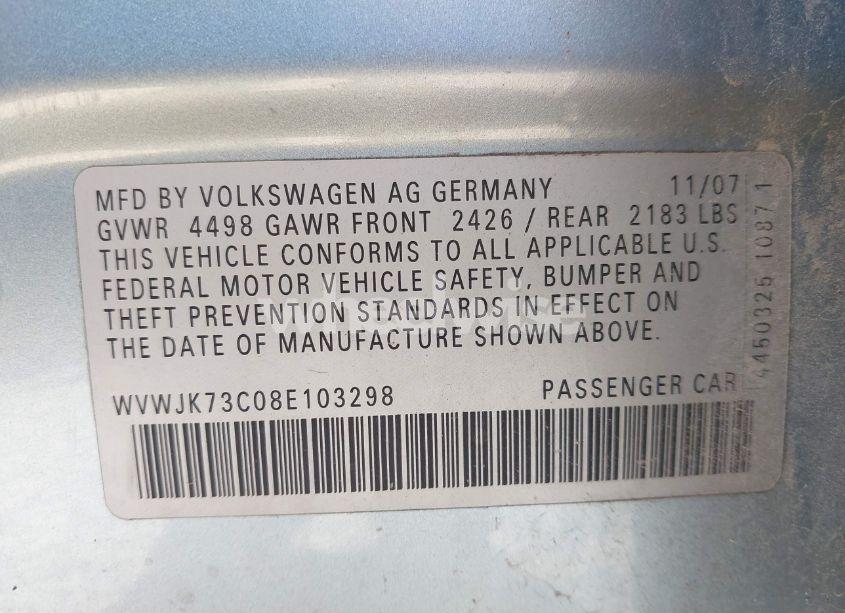 MFD BY VOLKSWAGEN AG GERMANY 11/07
GVWR 4498 GAWR FRONT 2426 / REAR 2183 LBS
THIS VEHICLE CONFORMS TO ALL APPLICABLE U.S.
FEDERAL MOTOR VEHICLE SAFETY, BUMPER AND
THEFT PREVENTION STANDARDS IN EFFECT ON
THE DATE OF MANUFACTURE SHOWN ABOVE.
WVWJK73C08E103298 PASSENGER CAR
4450325 10871